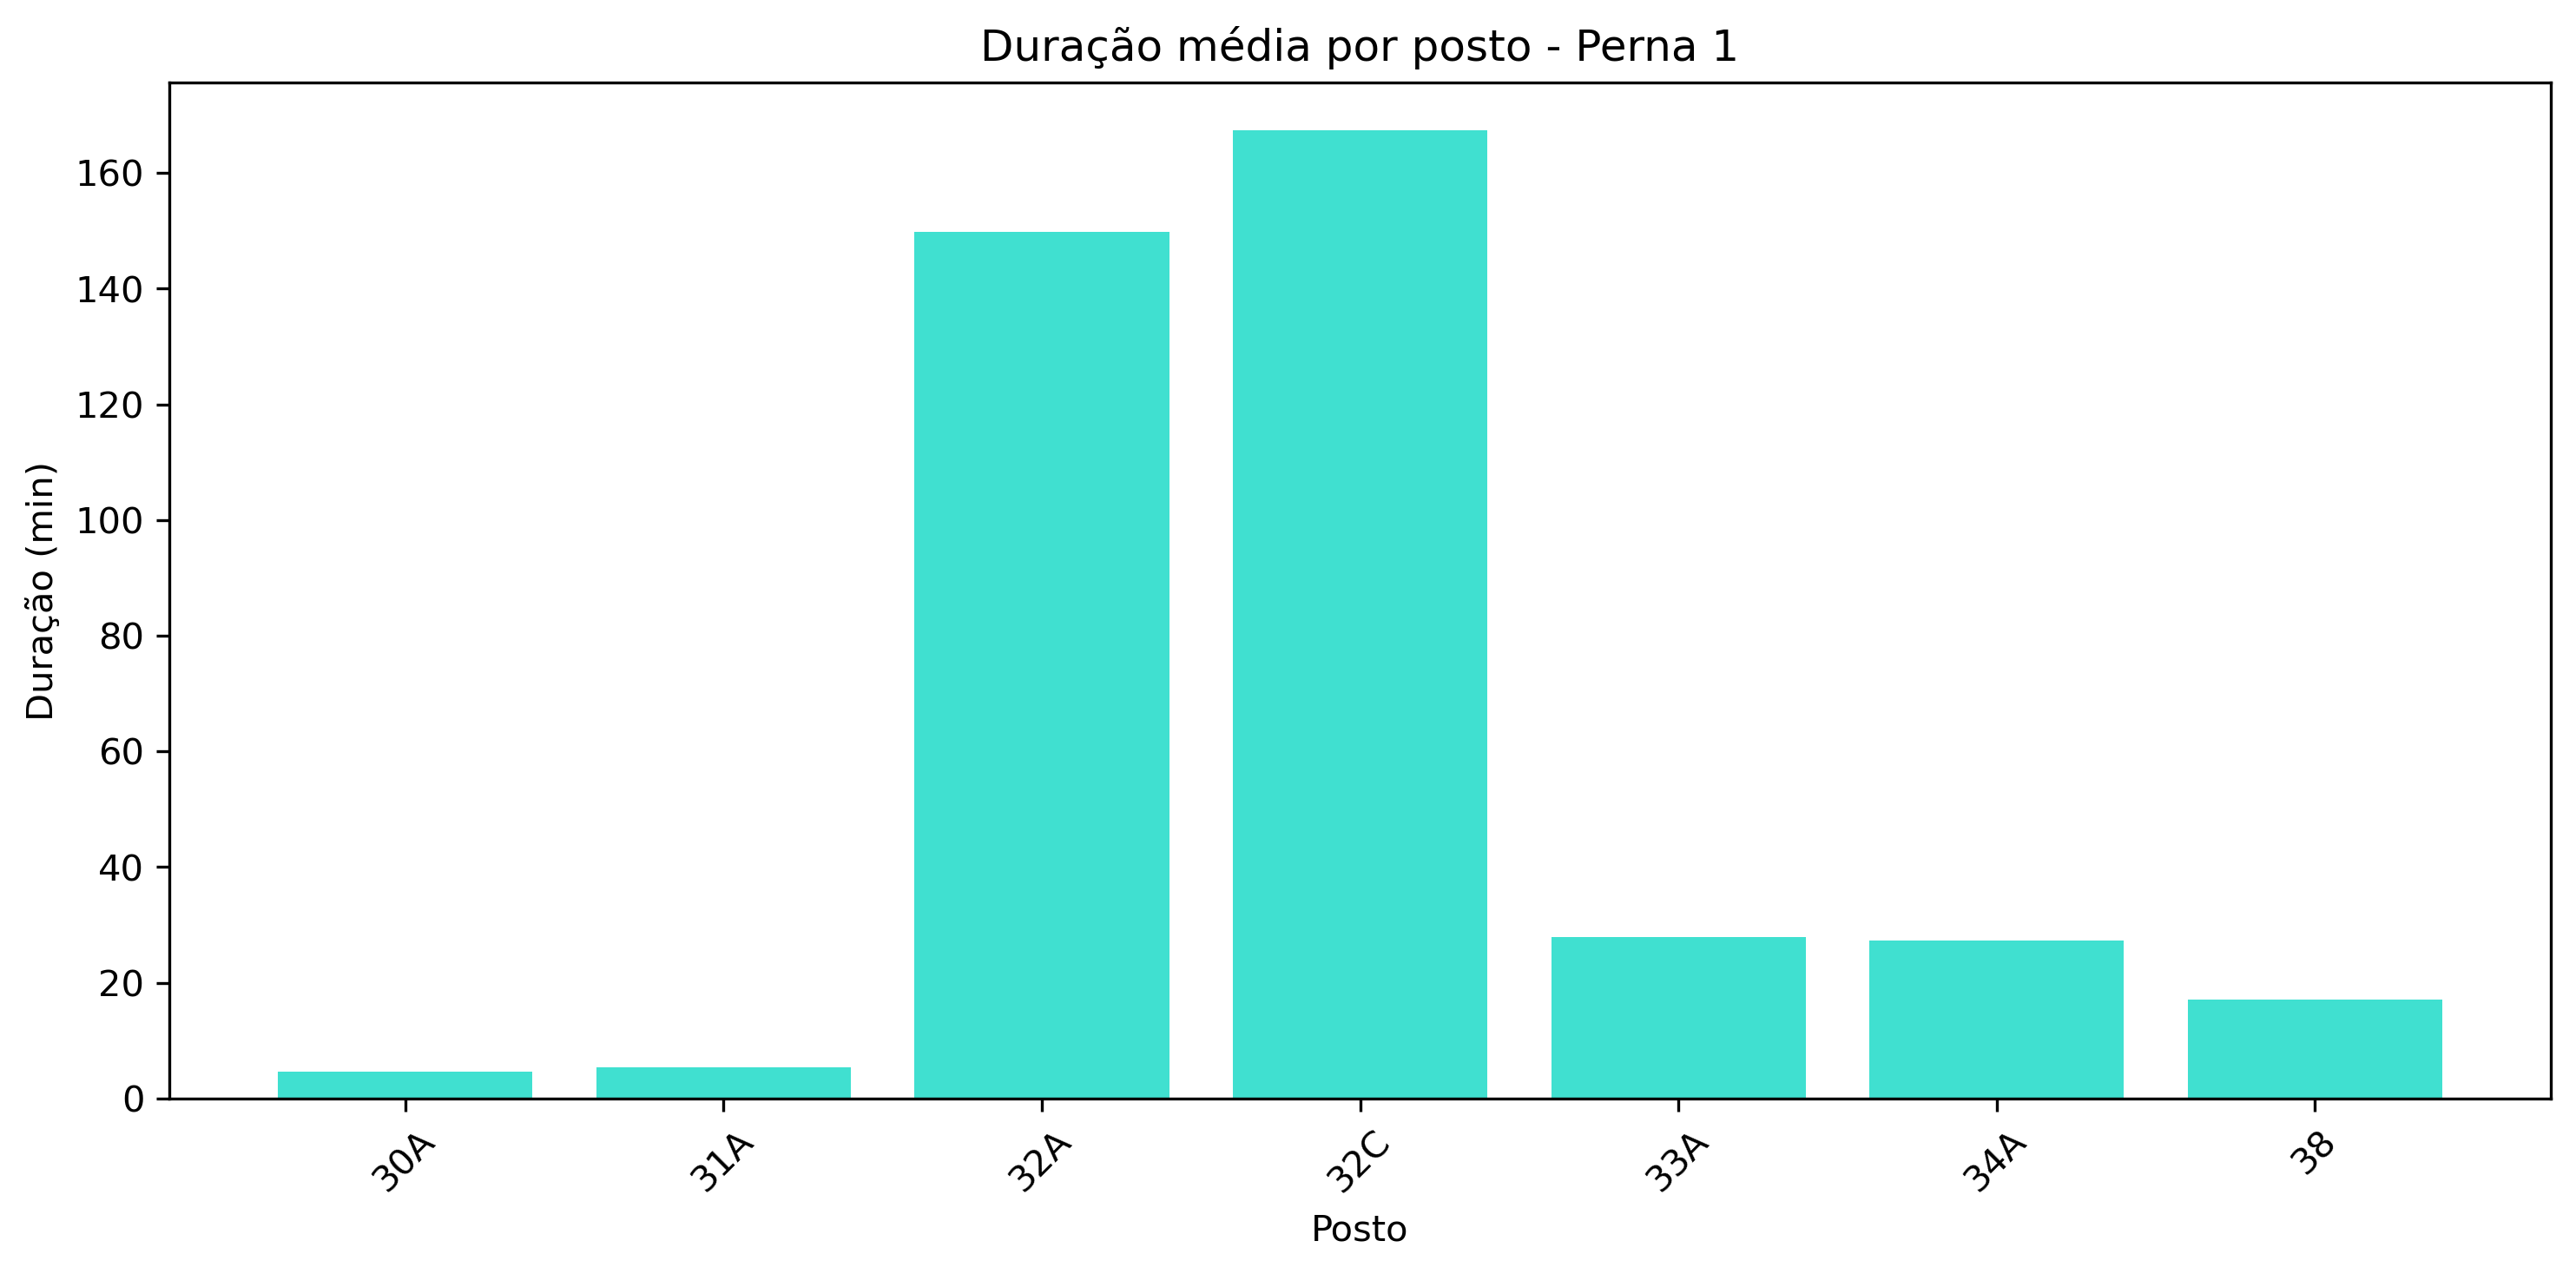 Duração média por posto - Perna 1
Duração (min)
160
140
120
100
80
60
40
20
0
30A
31A
32A
32C
33A
34A
38
Posto